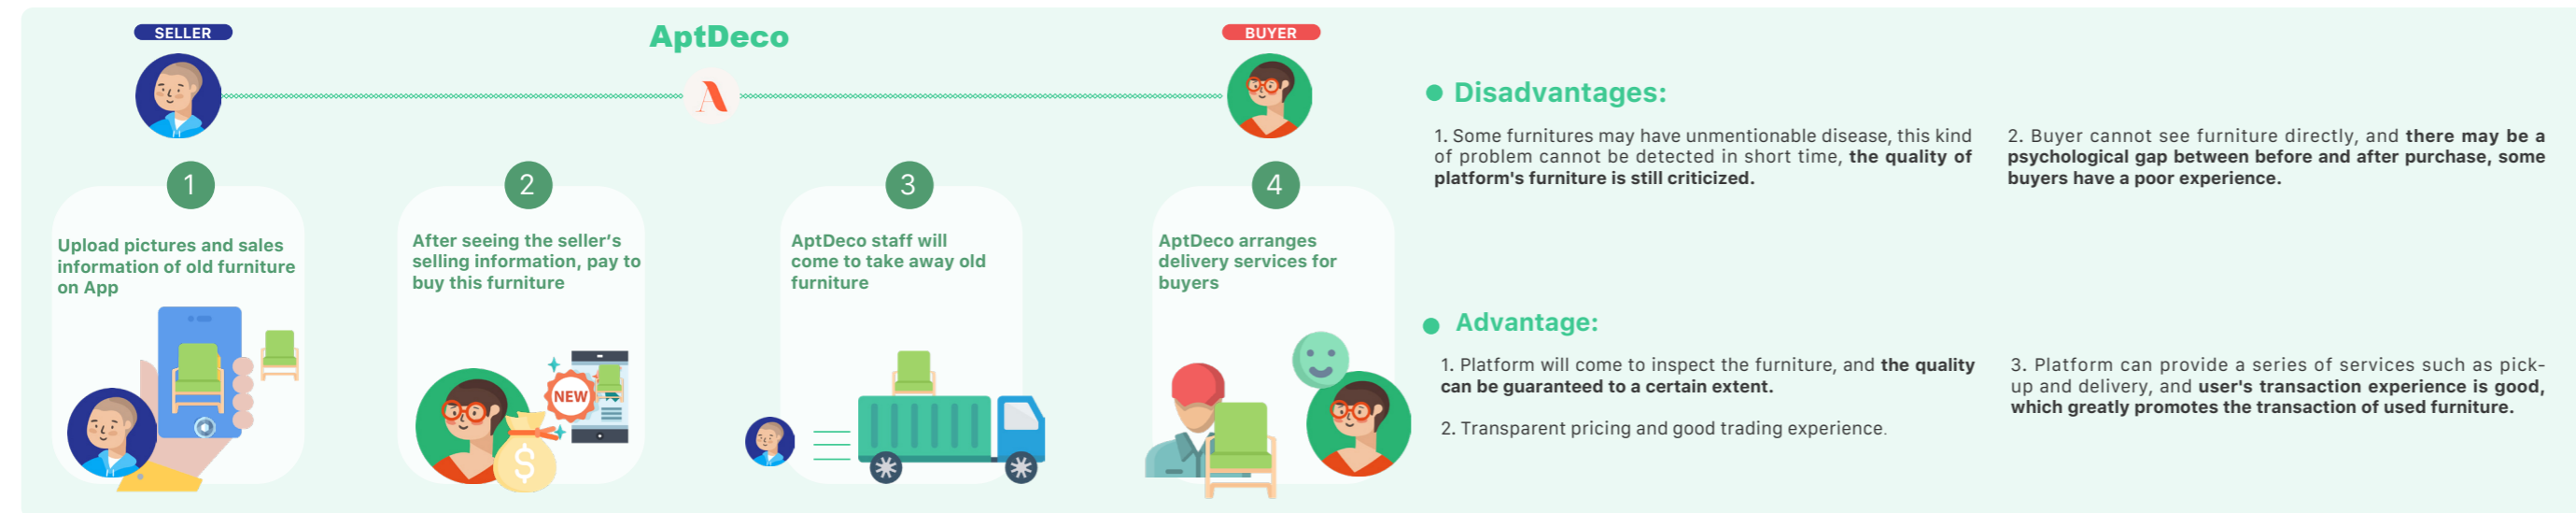 SELLER
AptDeco
BUYER
A
1
Upload pictures and sales
information of old furniture
on App
2
After seeing the seller's
selling information, pay to
buy this furniture
NEW
$
3
AptDeco staff will
come to take away old
furniture
4
AptDeco arranges
delivery services for
buyers
Disadvantages:
1. Some furnitures may have unmentionable disease, this kind
of problem cannot be detected in short time, the quality of
platform's furniture is still criticized.
2. Buyer cannot see furniture directly, and there may be a
psychological gap between before and after purchase, some
buyers have a poor experience.
Advantage:
1. Platform will come to inspect the furniture, and the quality
can be guaranteed to a certain extent.
2. Transparent pricing and good trading experience.
3. Platform can provide a series of services such as pick-
up and delivery, and user's transaction experience is good,
which greatly promotes the transaction of used furniture.